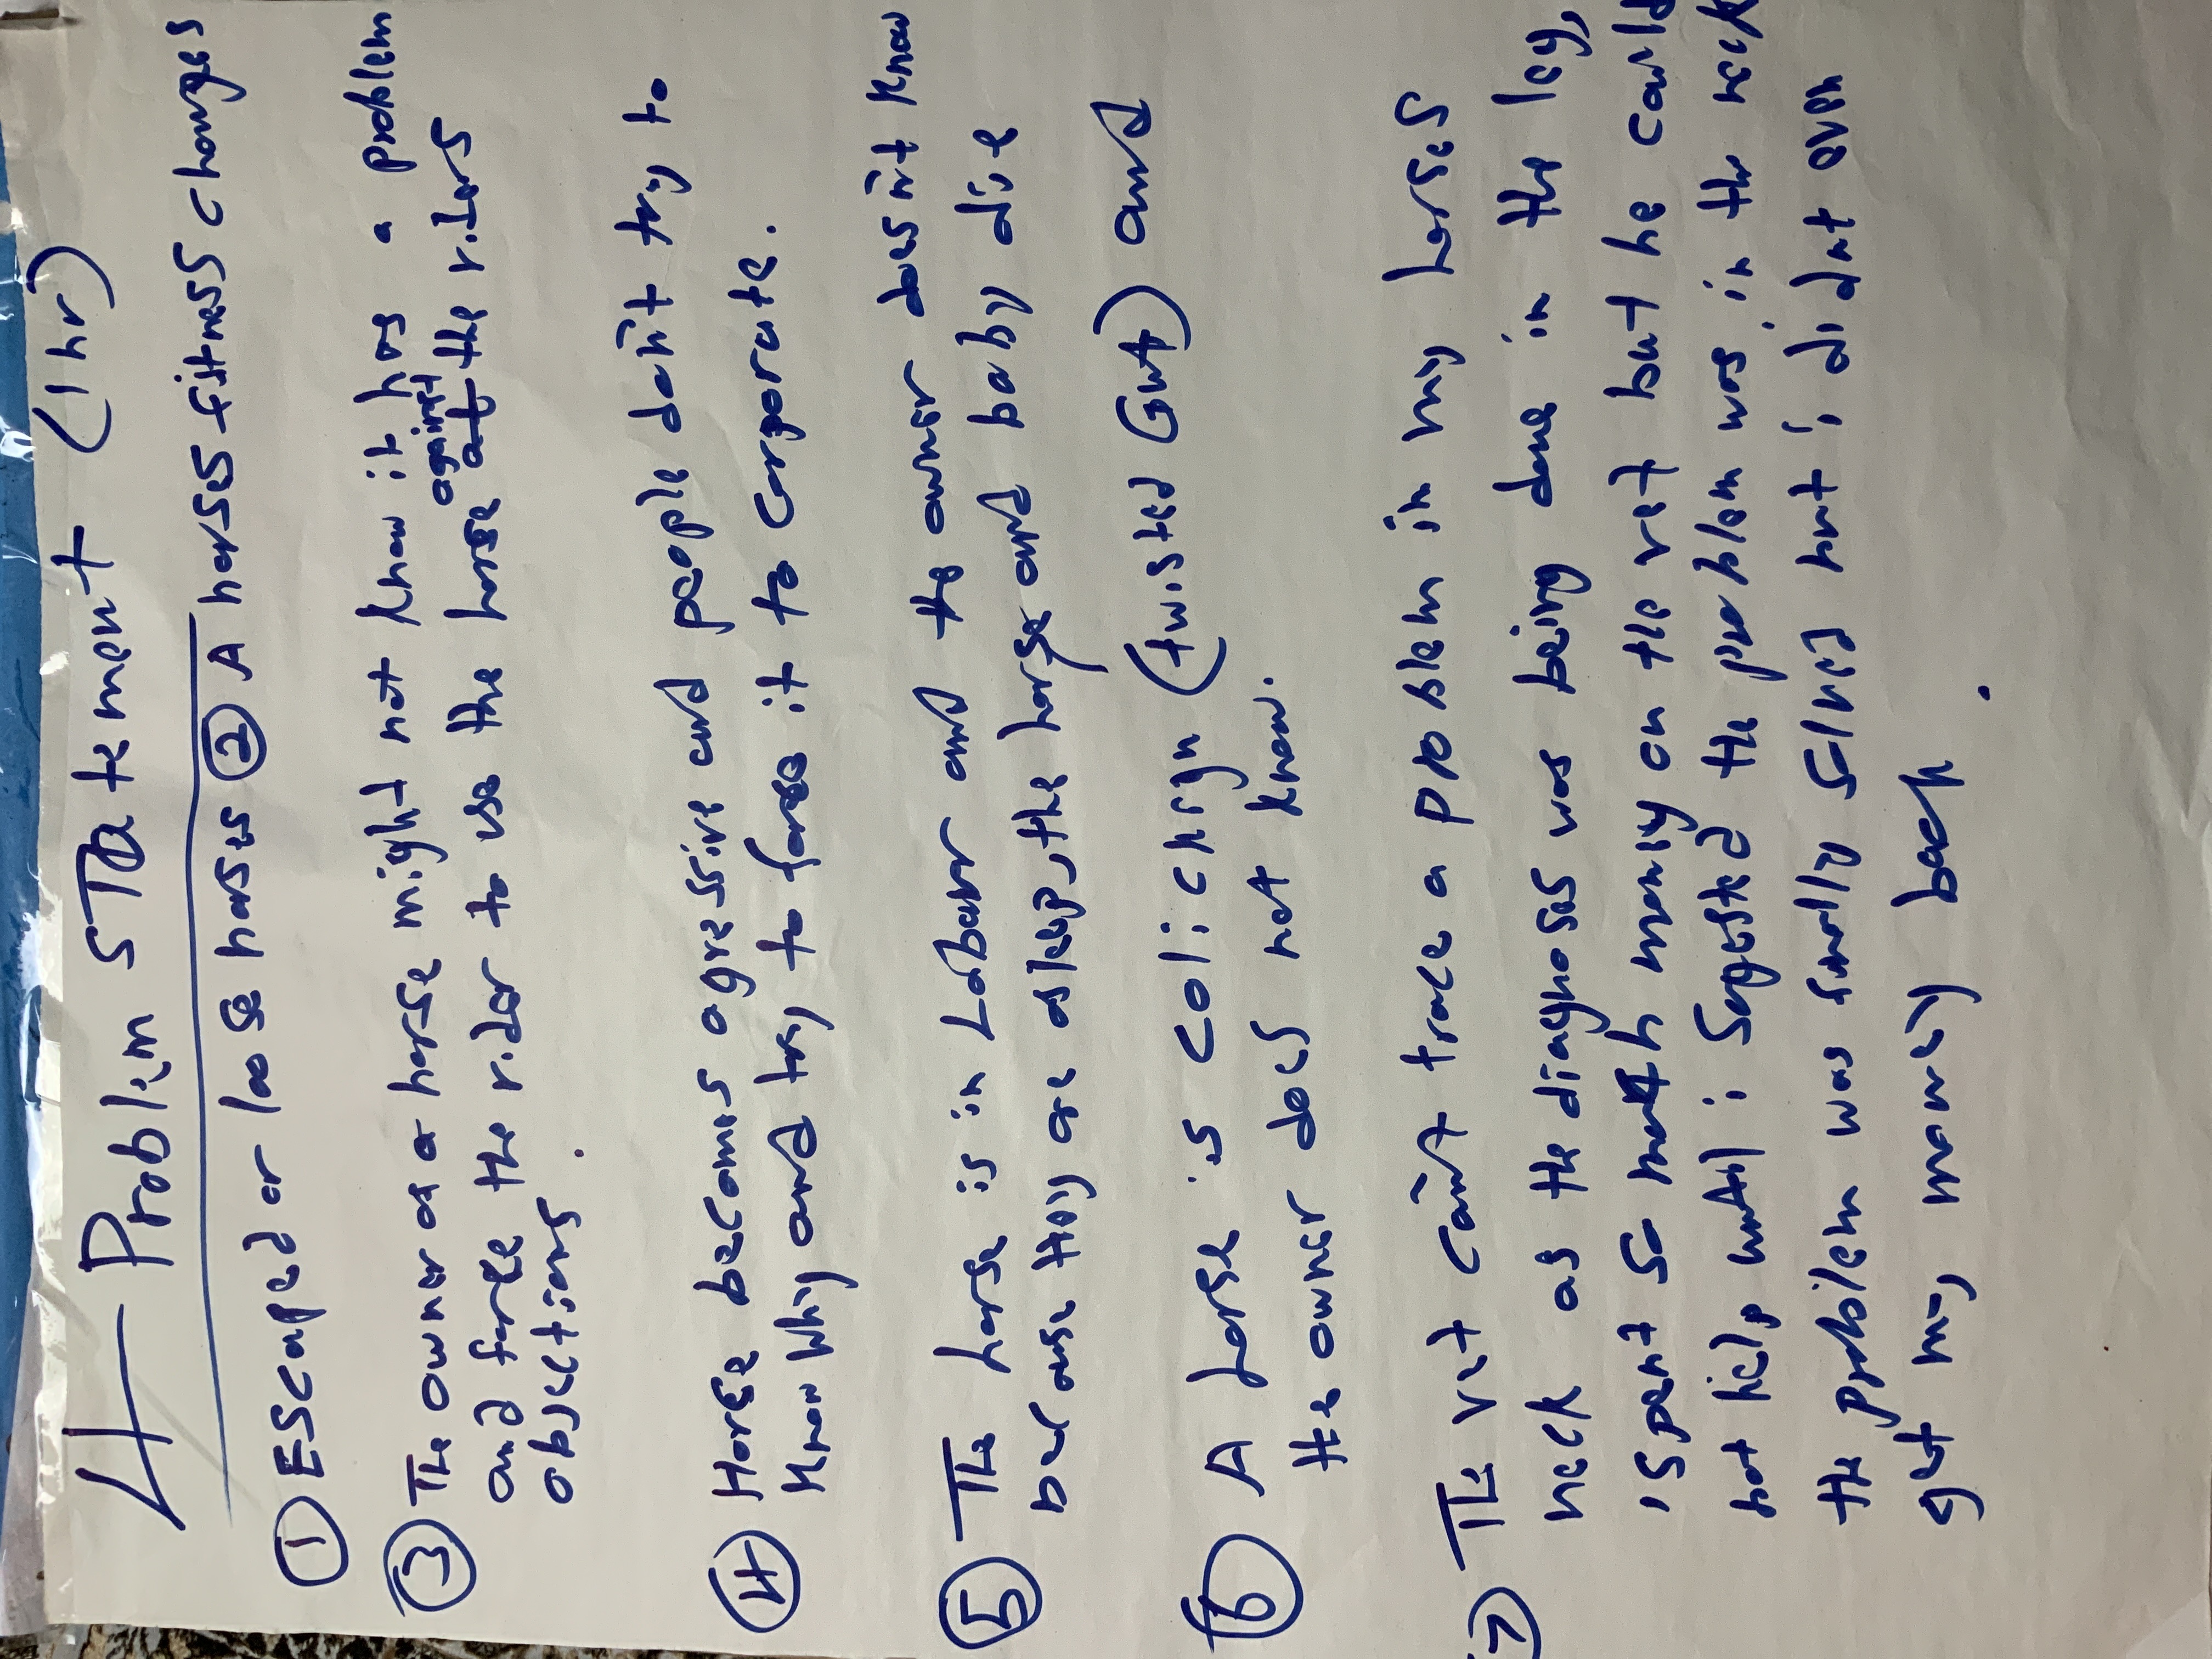 4 Problem STatement (1 hr)
① Escaped or loose horses ② A horses fitness changes
③ The owner of a horse might not know it has a problem
and force the rider to use the horse against the riders
objections.
④ Horse becomes agressive and people don't try to
know why and try to force it to corporate.
⑤ The horse is in Labour and the owner doesn't know
because they are asleep, the horse and baby die
⑥ A horse is (twisted Gut) and
the owner does not know.
⑦ The vet can't trace a problem in my horses
neck as the diagnoses was being done in the leg,
i spent so much money on the vet but he could
not help until i Sugested the problem was in the neck
the problem was finally solved but i didnt even
get my money back.